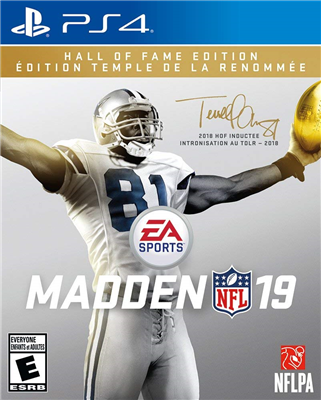 PS4
HALL OF FAME EDITION
ÉDITION TEMPLE DE LA RENOMMÉE
2018 HOF INDUCTEE
INTRONISATION AU TDLR – 2018
81
EA
SPORTS
MADDEN NFL 19
EVERYONE
ENFANTS ET ADULTES
E
ESRB
NFLPA